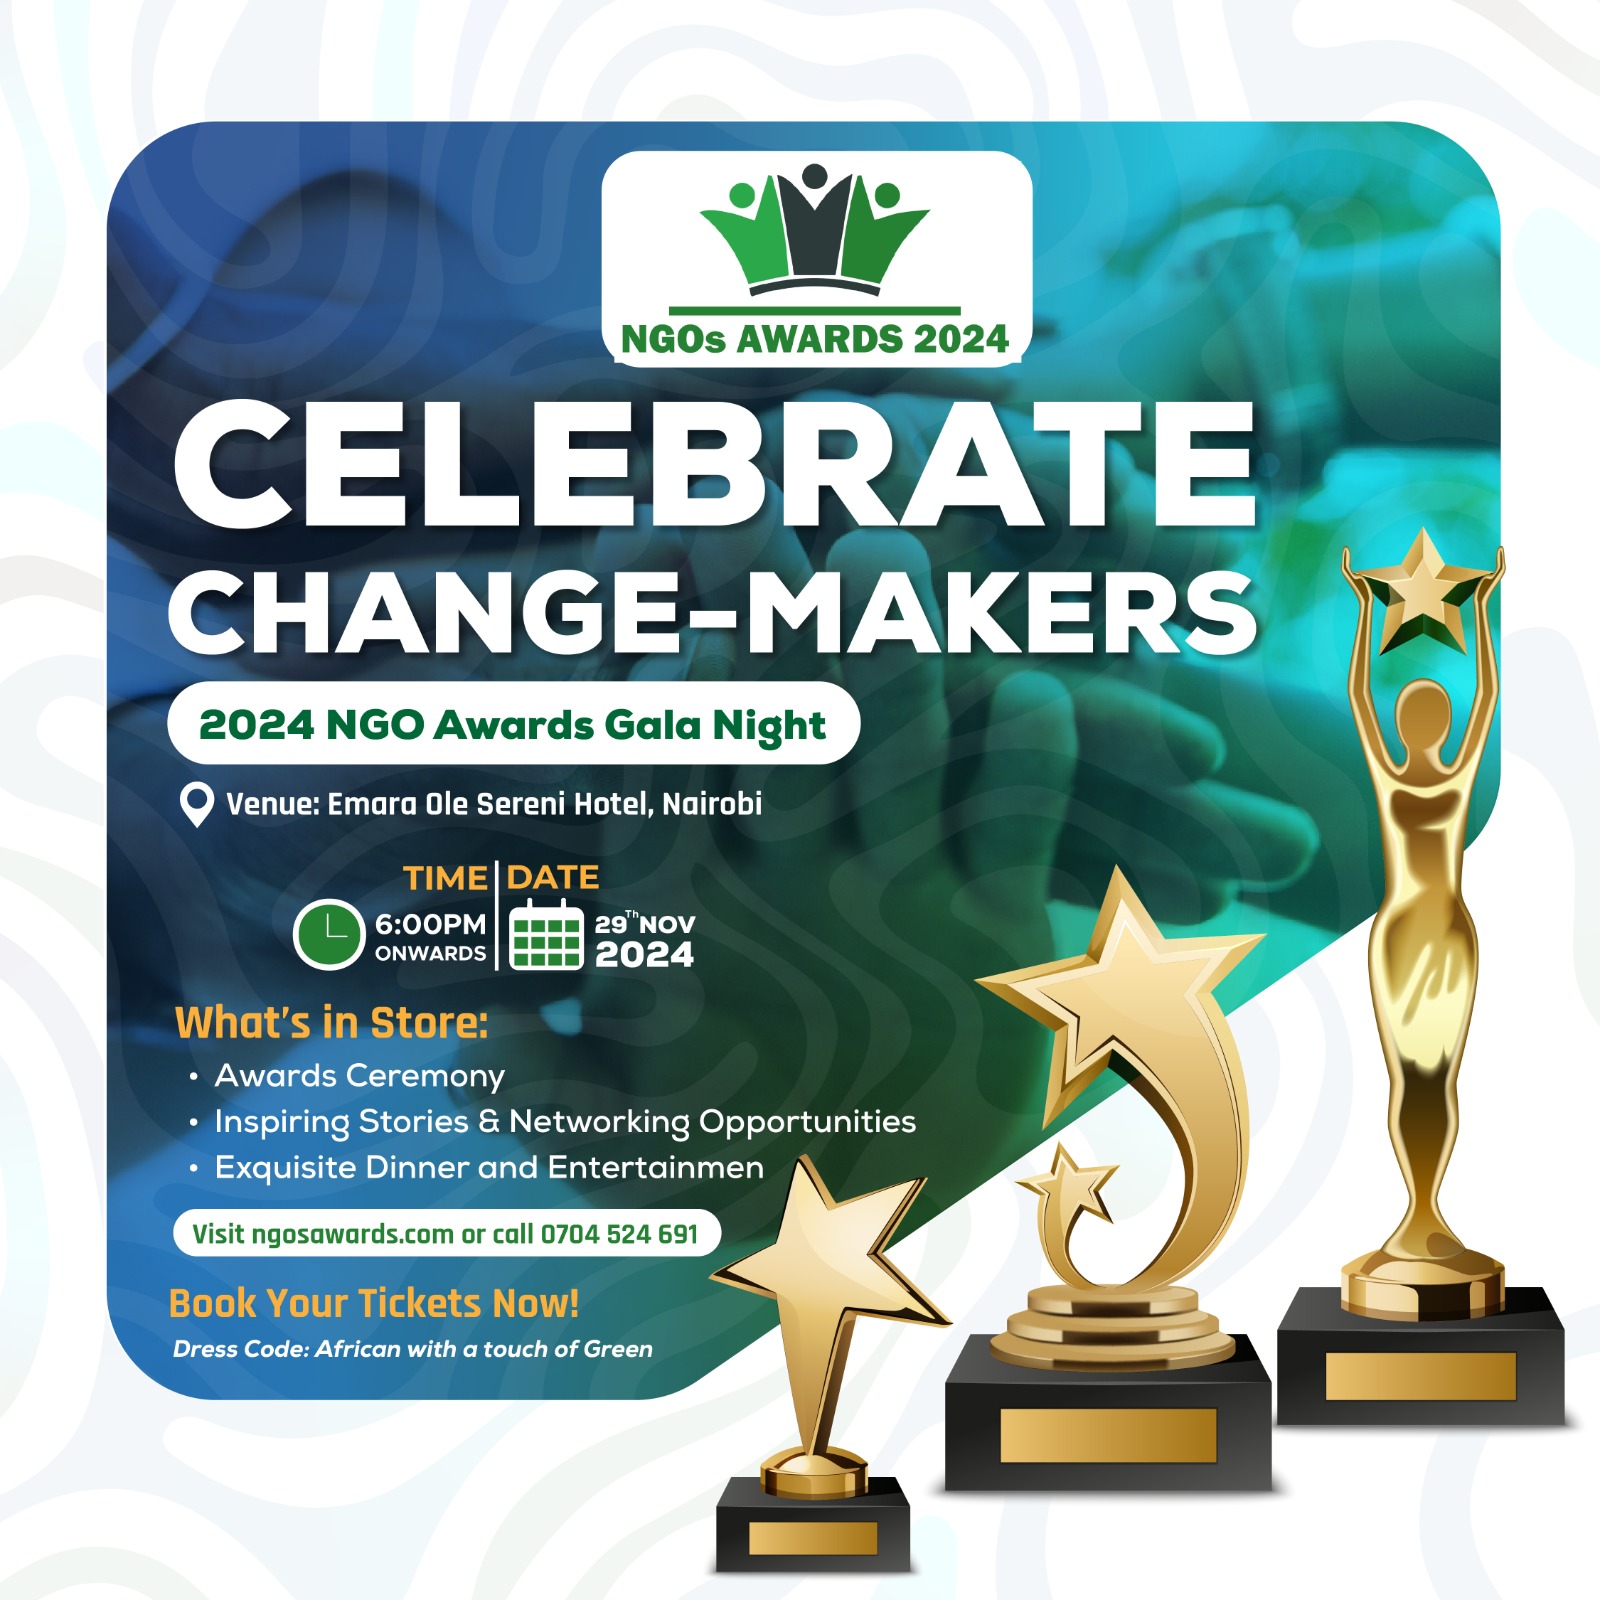 NGOs AWARDS 2024
CELEBRATE
CHANGE-MAKERS
2024 NGO Awards Gala Night
Venue: Emara Ole Sereni Hotel, Nairobi
TIME
6:00PM
ONWARDS
DATE
29Th NOV
2024
What's in Store:
• Awards Ceremony
• Inspiring Stories & Networking Opportunities
• Exquisite Dinner and Entertainmen
Visit ngosawards.com or call 0704 524 691
Book Your Tickets Now!
Dress Code: African with a touch of Green